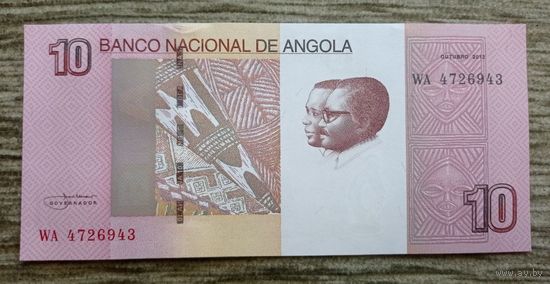 10 BANCO NACIONAL DE ANGOLA
OUTUBRO 2012
WA 4726943
GOVERNADOR
WA 4726943
10
www.ay.by